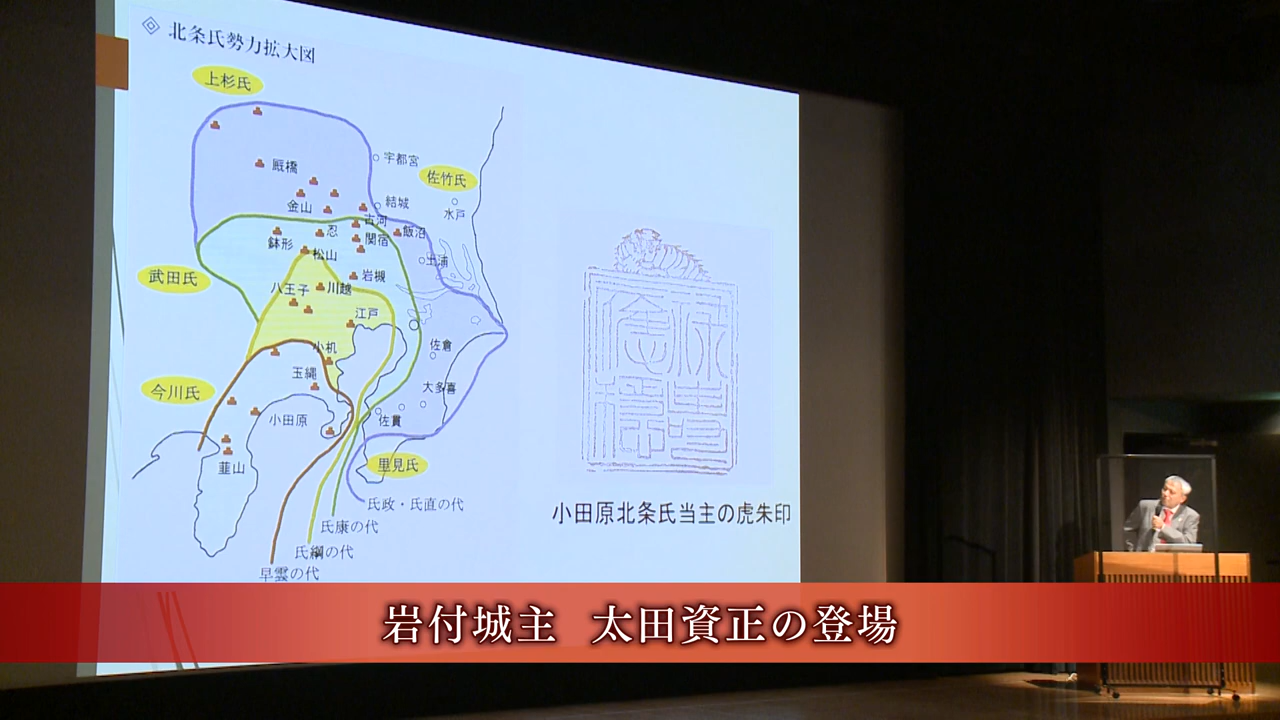 北条氏勢力拡大図
上杉氏
厩橋
宇都宮
佐竹氏
金山
結城
水戸
古河
忍
飯沼
鉢形
関宿
松山
土浦
武田氏
岩槻
八王子
川越
江戸
小机
佐倉
玉縄
大多喜
今川氏
小田原
佐貫
韮山
里見氏
氏政・氏直の代
氏康の代
氏綱の代
早雲の代
小田原北条氏当主の虎朱印
岩付城主 太田資正の登場